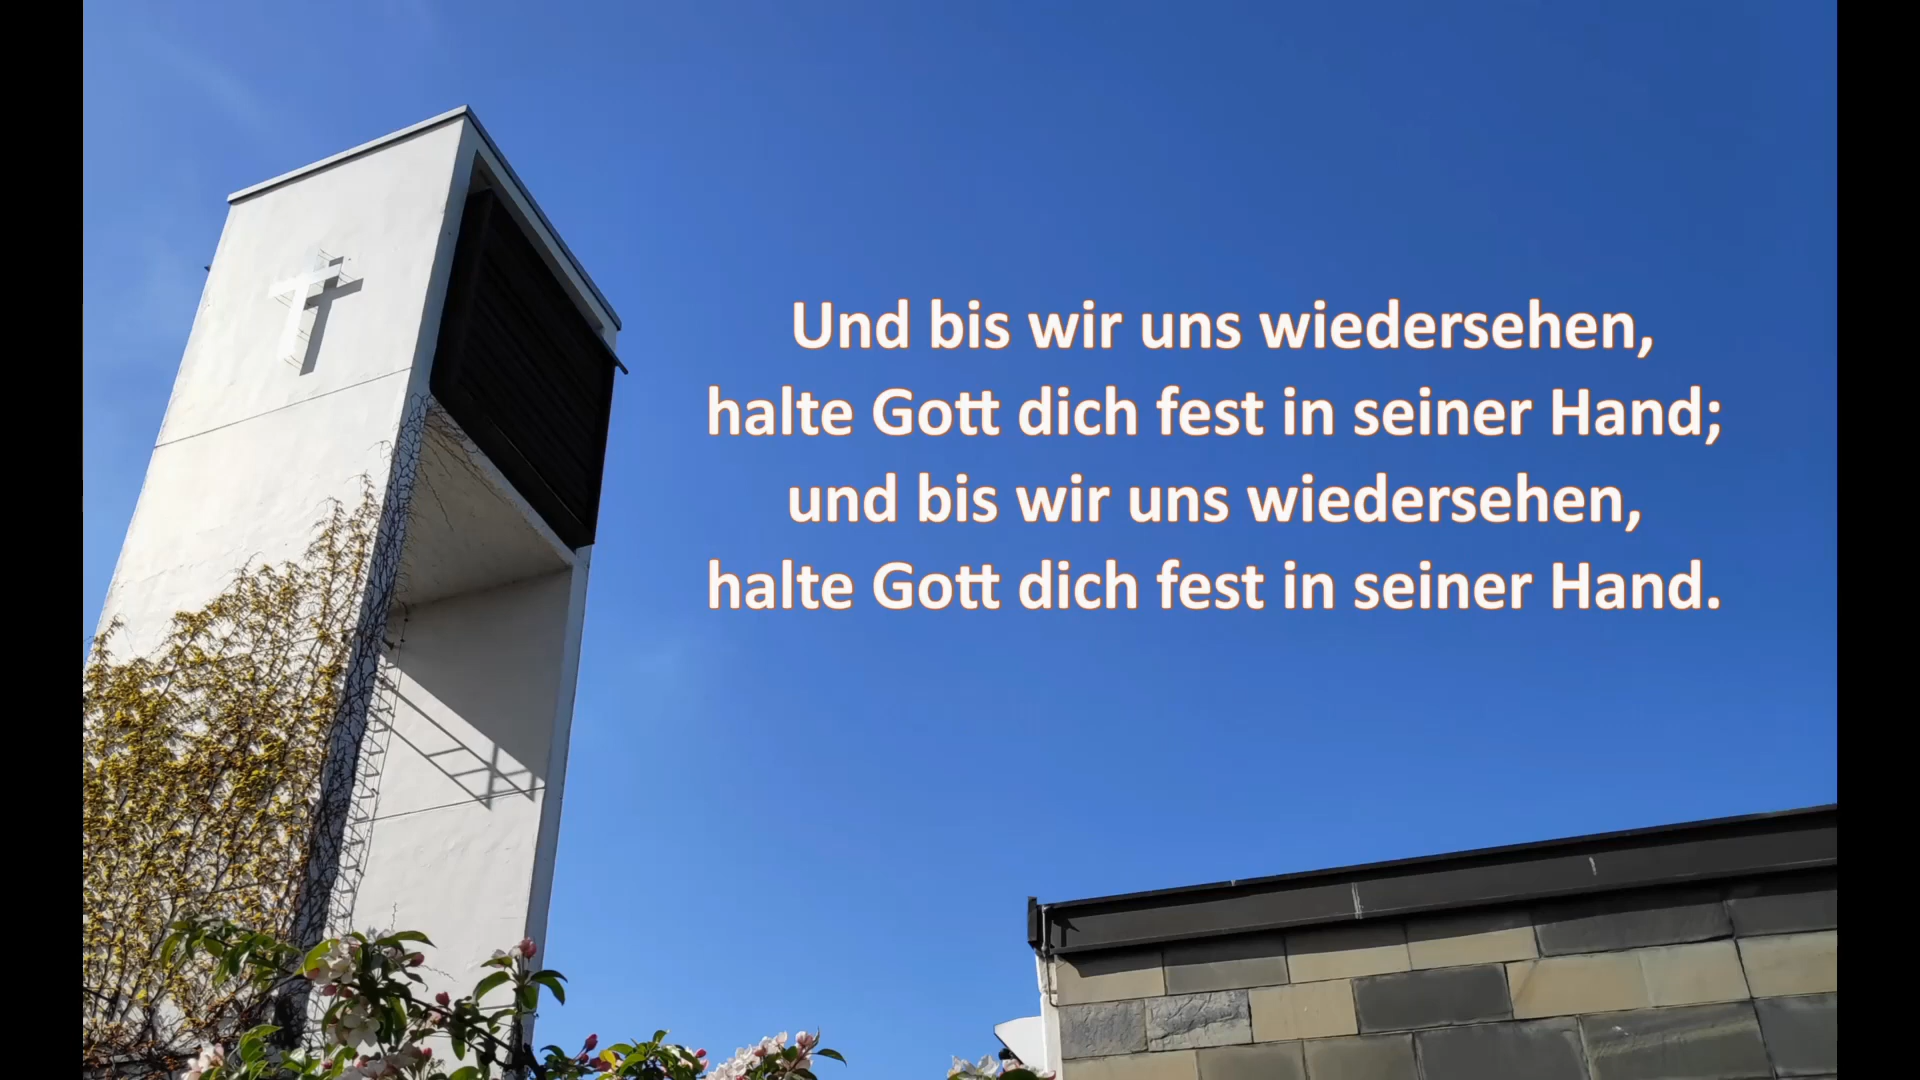 Und bis wir uns wiedersehen,
halte Gott dich fest in seiner Hand;
und bis wir uns wiedersehen,
halte Gott dich fest in seiner Hand.